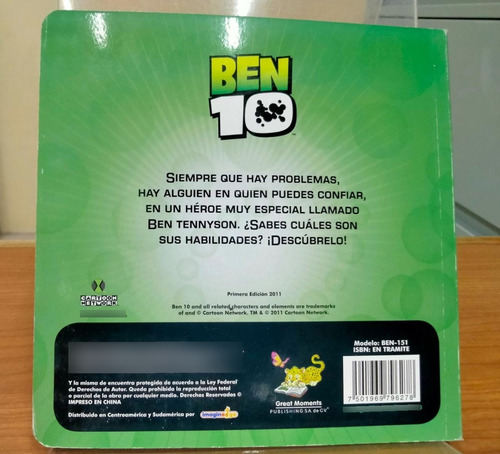 BEN
10
SIEMPRE QUE HAY PROBLEMAS,
HAY ALGUIEN EN QUIEN PUEDES CONFIAR,
EN UN HÉROE MUY ESPECIAL LLAMADO
BEN TENNYSON. ¿SABES CUÁLES SON
SUS HABILIDADES? ¡DESCÚBRELO!
Primera Edición 2011
CARTOON
NETWORK
Ben 10 and all related characters and elements are trademarks
of and © Cartoon Network. TM & © 2011 Cartoon Network.
Y la misma de encuentra protegida de acuerdo a la Ley Federal
de Derechos de Autor. Queda prohibida la reproducción total
o parcial de la obra por cualquier medio. Derechos Reservados ©
IMPRESO EN CHINA
Distribuido en Centroamérica y Sudamérica por
Great Moments
PUBLISHING SA de CV
Modelo: BEN-151
ISBN: EN TRAMITE
7 501965 796278